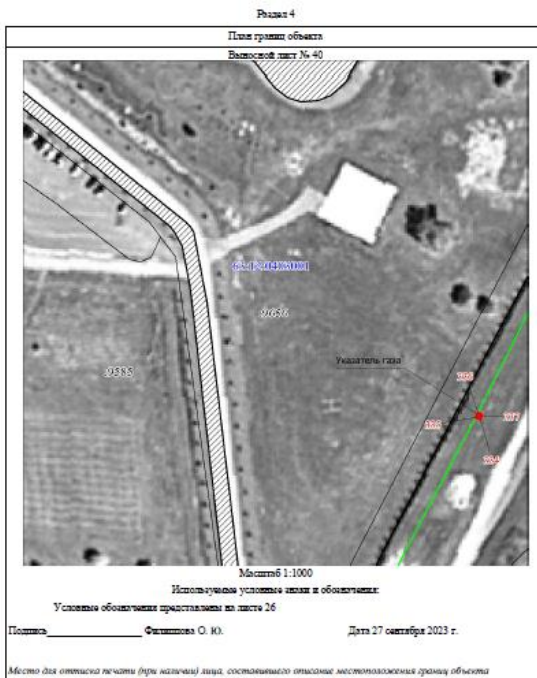 Раздел 4
План границ объекта
Выносной лист № 40
:9585
Указатель газа
Масштаб 1:1000
Используемые условные знаки и обозначения:
Условные обозначения представлены на листе 26
Подпись Филиппова О. Ю. Дата 27 сентября 2023 г.
Место для оттиска печати (при наличии) лица, составившего описание местоположения границ объекта